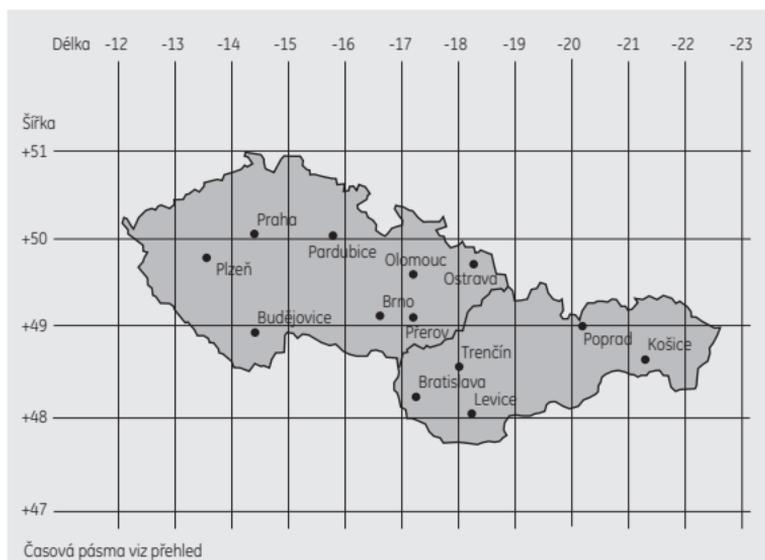 Délka -12 -13 -14 -15 -16 -17 -18 -19 -20 -21 -22 -23
Šířka
+51
Praha
+50
Pardubice
Olomouc
Plzeň
Ostrava
Brno
Budějovice
+49
Přerov
Poprad
Košice
Trenčín
Bratislava
Levice
+48
+47
Časová pásma viz přehled